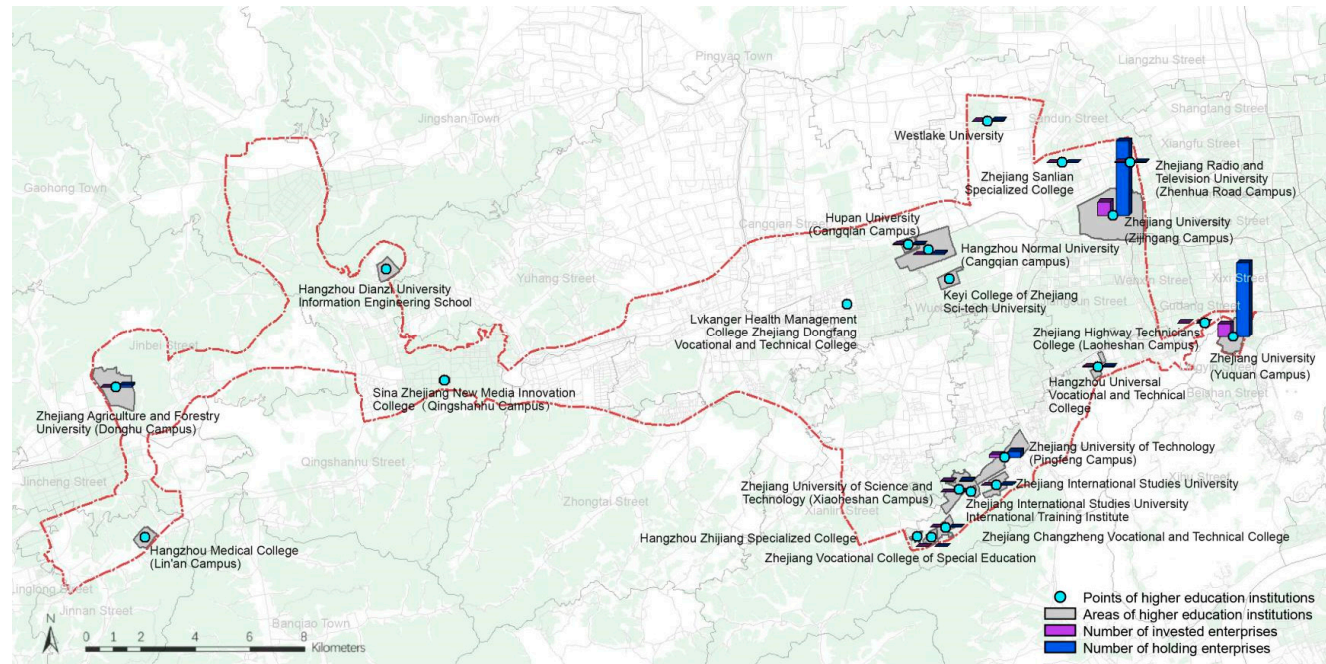 Pingyao Town
Liangzhu Street
Jingshan Town
Shangtang Street
Sandun Street
Westlake University
Xiangfu Street
Gaohong Town
Zhejiang Sanlian
Specialized College
Zhejiang Radio and
Television University
(Zhenhua Road Campus)
Cangqian Street
Hupan University
(Cangqian Campus)
Zhejiang University
(Zijingang Campus)
Hangzhou Normal University
(Cangqian campus)
Hangzhou Dianzi University
Information Engineering School
Yuhang Street
Wenxin Street
Xixi Street
Keyi College of Zhejiang
Sci-tech University
Gudang Street
Lvkanger Health Management
College Zhejiang Dongfang
Vocational and Technical College
Zhejiang Highway Technicians
College (Laoheshan Campus)
Jinbei Street
Zhejiang University
(Yuquan Campus)
Hangzhou Universal
Vocational and Technical
College
Beishan Street
Sina Zhejiang New Media Innovation
College (Qingshanhu Campus)
Zhejiang Agriculture and Forestry
University (Donghu Campus)
Zhejiang University of Technology
(Pingfeng Campus)
Qingshanhu Street
Xihu Street
Jincheng Street
Zhejiang University of Science and
Technology (Xiaoheshan Campus)
Zhejiang International Studies University
Zhongtai Street
Xianlin Street
Zhejiang International Studies University
International Training Institute
Hangzhou Zhijiang Specialized College
Zhejiang Changzheng Vocational and Technical College
Hangzhou Medical College
(Lin'an Campus)
Zhejiang Vocational College of Special Education
Linglong Street
Jinnan Street
Banqiao Town
N
0 2 4 6 8
Kilometers
Points of higher education institutions
Areas of higher education institutions
Number of invested enterprises
Number of holding enterprises